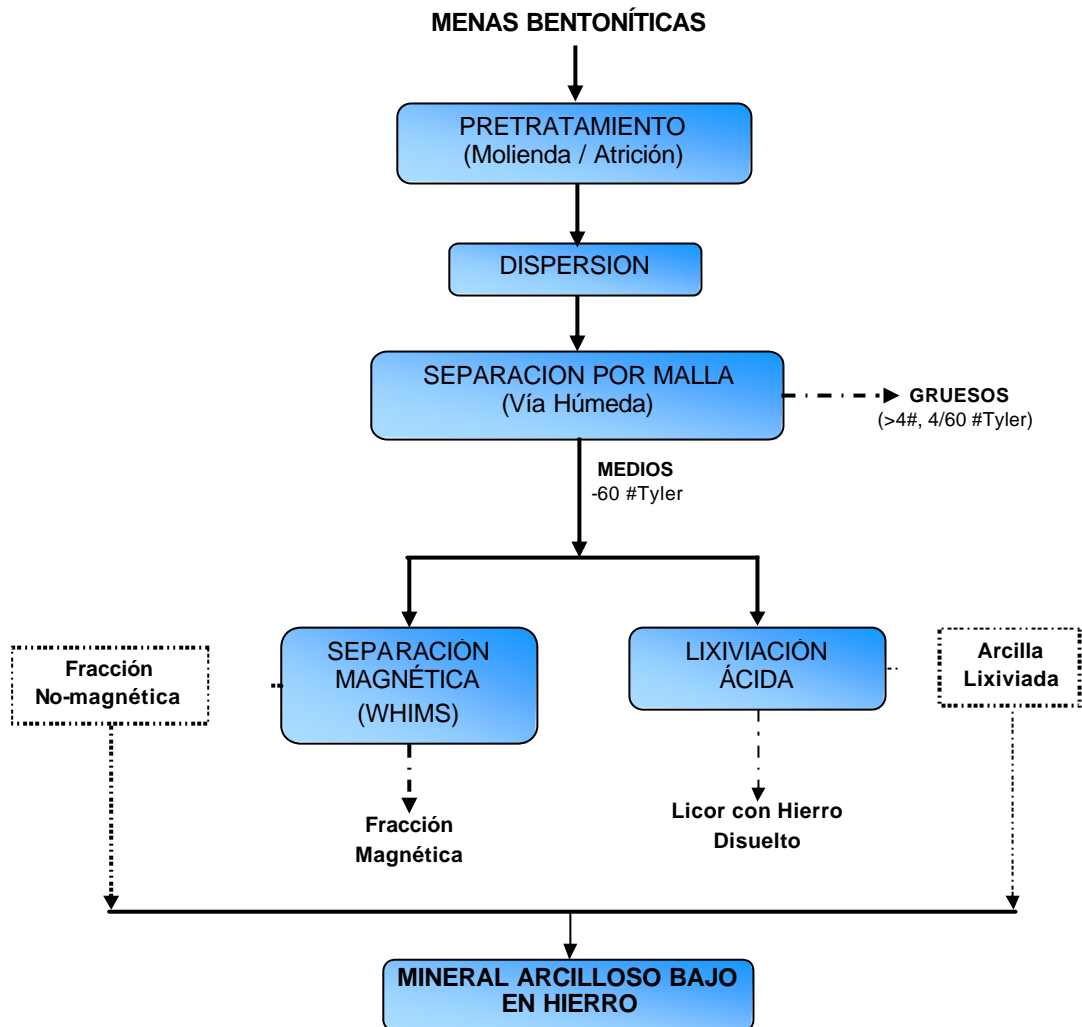 MENAS BENTONÍTICAS
PRETRATAMIENTO
(Molienda / Atrición)
DISPERSION
SEPARACION POR MALLA
(Vía Húmeda)
GRUESOS
(>4#, 4/60 #Tyler)
MEDIOS
-60 #Tyler
Fracción
No-magnética
SEPARACIÓN
MAGNÉTICA
(WHIMS)
LIXIVIACIÓN
ÁCIDA
Arcilla
Lixiviada
Fracción
Magnética
Licor con Hierro
Disuelto
MINERAL ARCILLOSO BAJO
EN HIERRO